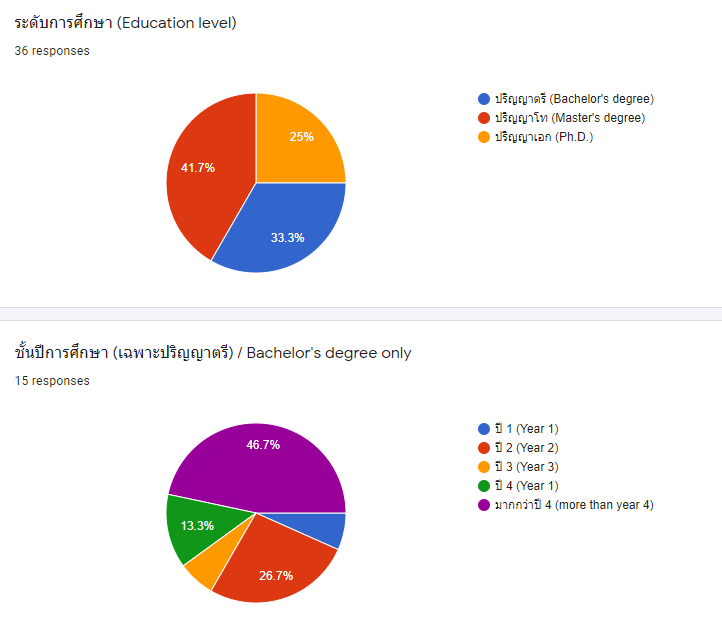 ระดับการศึกษา (Education level)
36 responses
ปริญญาตรี (Bachelor's degree)
ปริญญาโท (Master's degree)
ปริญญาเอก (Ph.D.)
25%
41.7%
33.3%
ชั้นปีการศึกษา (เฉพาะปริญญาตรี) / Bachelor's degree only
15 responses
ปี 1 (Year 1)
ปี 2 (Year 2)
ปี 3 (Year 3)
ปี 4 (Year 1)
มากกว่าปี 4 (more than year 4)
46.7%
13.3%
26.7%